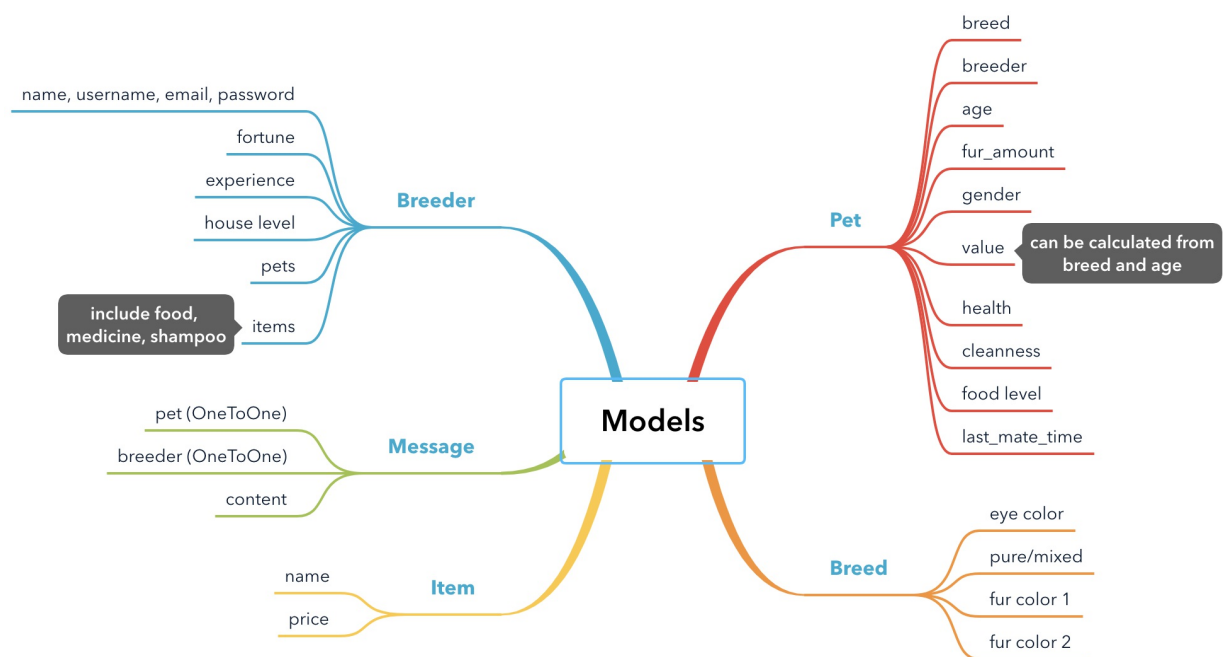 Models
Breeder
name, username, email, password
fortune
experience
house level
pets
items
include food,
medicine, shampoo
Message
pet (OneToOne)
breeder (OneToOne)
content
Item
name
price
Pet
breed
breeder
age
fur_amount
gender
value
can be calculated from
breed and age
health
cleanness
food level
last_mate_time
Breed
eye color
pure/mixed
fur color 1
fur color 2